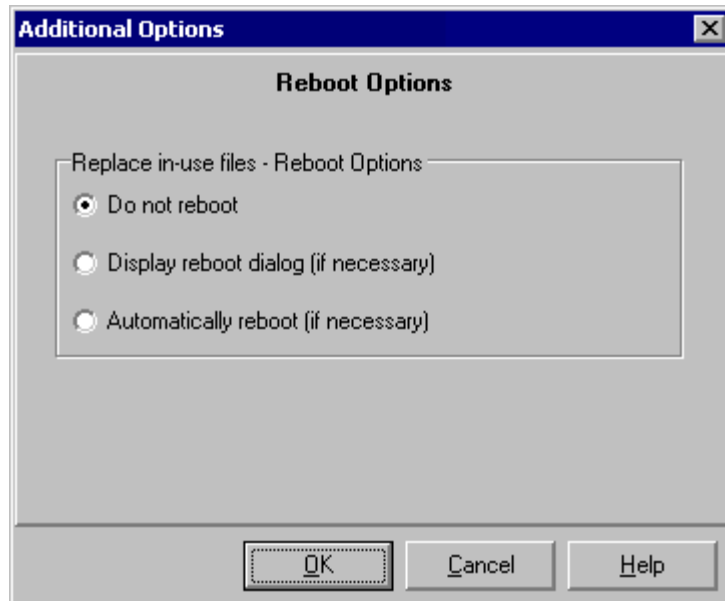 Additional Options
Reboot Options
Replace in-use files - Reboot Options
Do not reboot
Display reboot dialog (if necessary)
Automatically reboot (if necessary)
OK
Cancel
Help